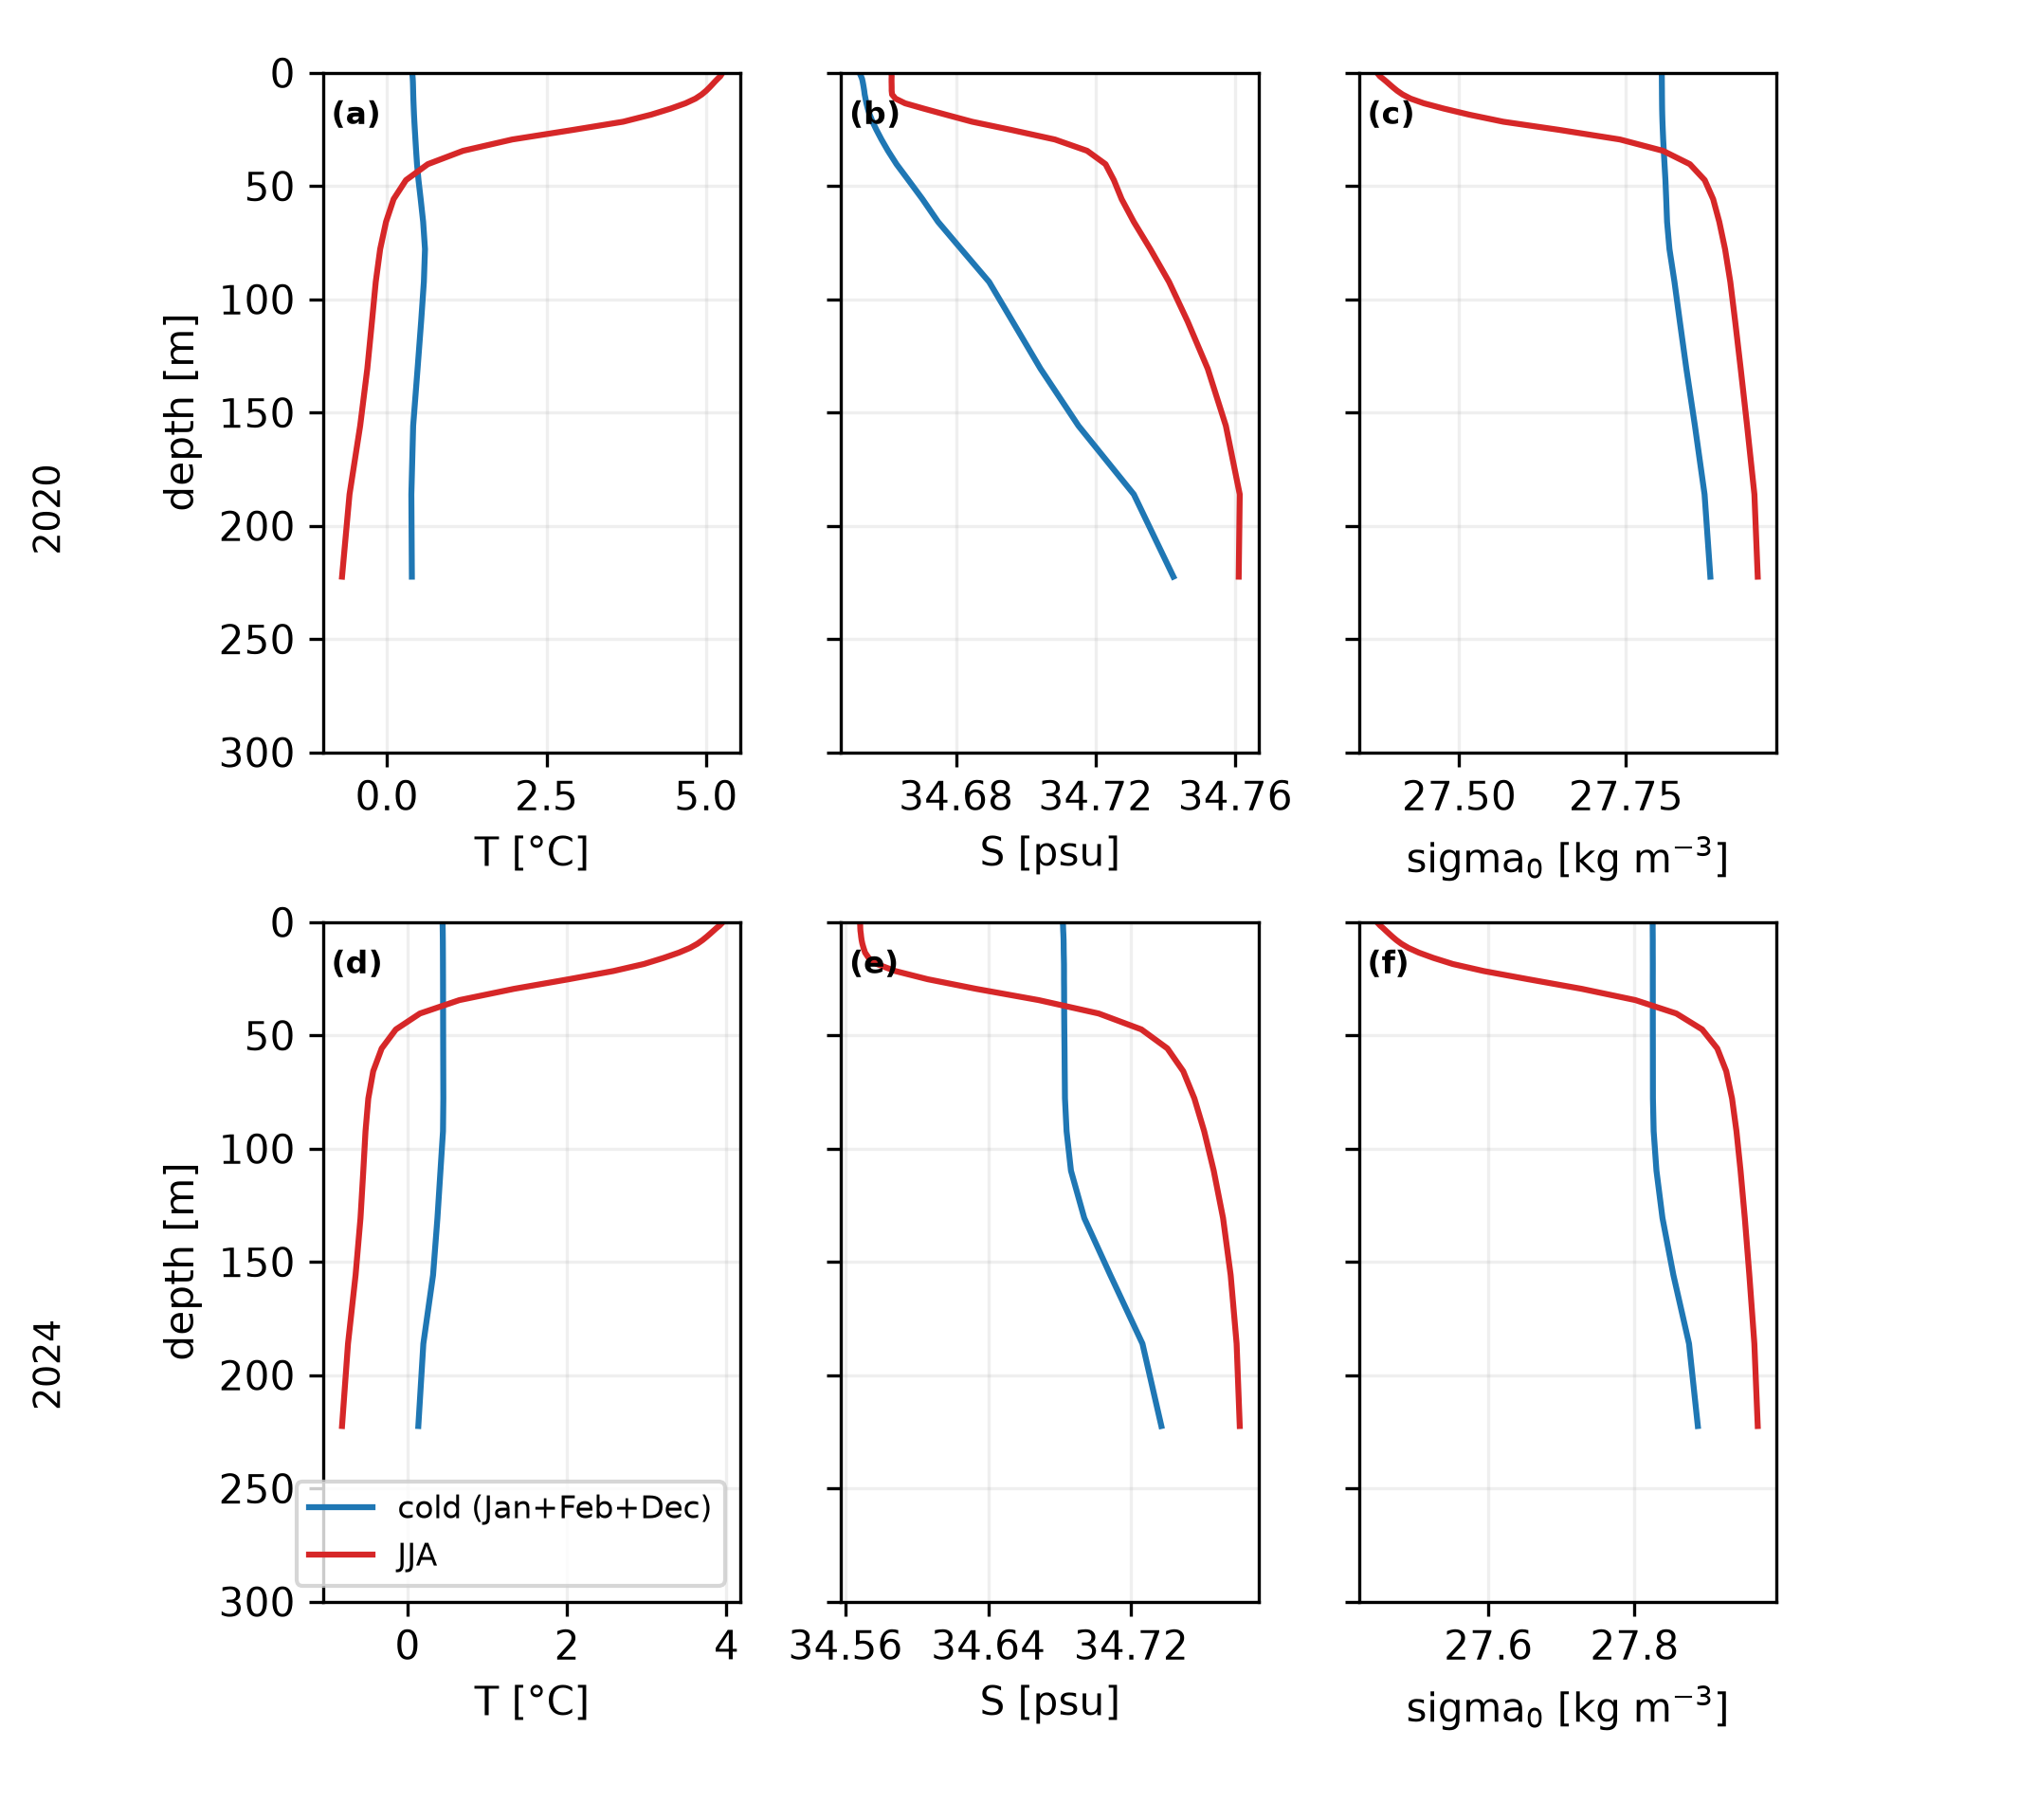 2020
depth [m]
0
50
100
150
200
250
300
(a)
0.0 2.5 5.0
T [°C]
(b)
34.68 34.72 34.76
S [psu]
(c)
27.50 27.75
sigma₀ [kg m⁻³]
2024
depth [m]
0
50
100
150
200
250
300
(d)
cold (Jan+Feb+Dec)
JJA
0 2 4
T [°C]
(e)
34.56 34.64 34.72
S [psu]
(f)
27.6 27.8
sigma₀ [kg m⁻³]